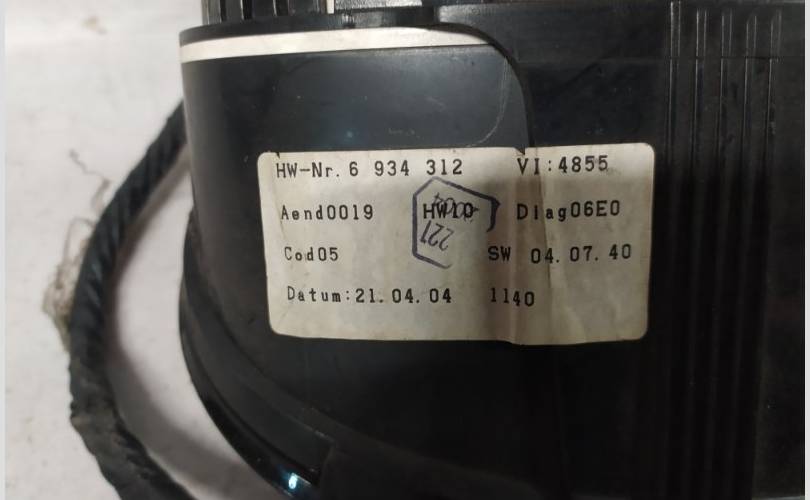 HW-Nr. 6 934 312 VI:4855
Aend0019 HW10 Diag06E0
Cod05 SW 04.07.40
Datum:21.04.04 1140
221